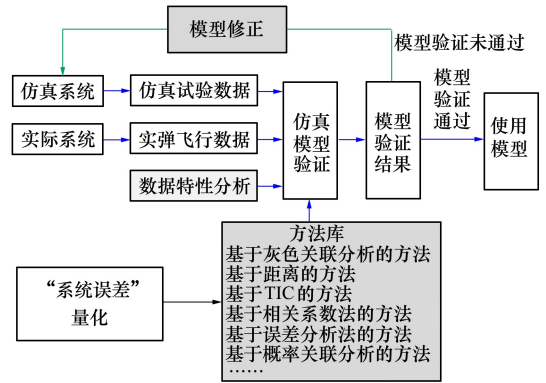 模型修正
模型验证未通过
仿真系统
仿真试验数据
仿真
模型
验证
模型
验证
结果
模型
验证
通过
使用
模型
实际系统
实弹飞行数据
数据特性分析
方法库
基于灰色关联分析的方法
基于距离的方法
基于TIC的方法
基于相关系数法的方法
基于误差分析法的方法
基于概率关联分析的方法
……
“系统误差”
量化